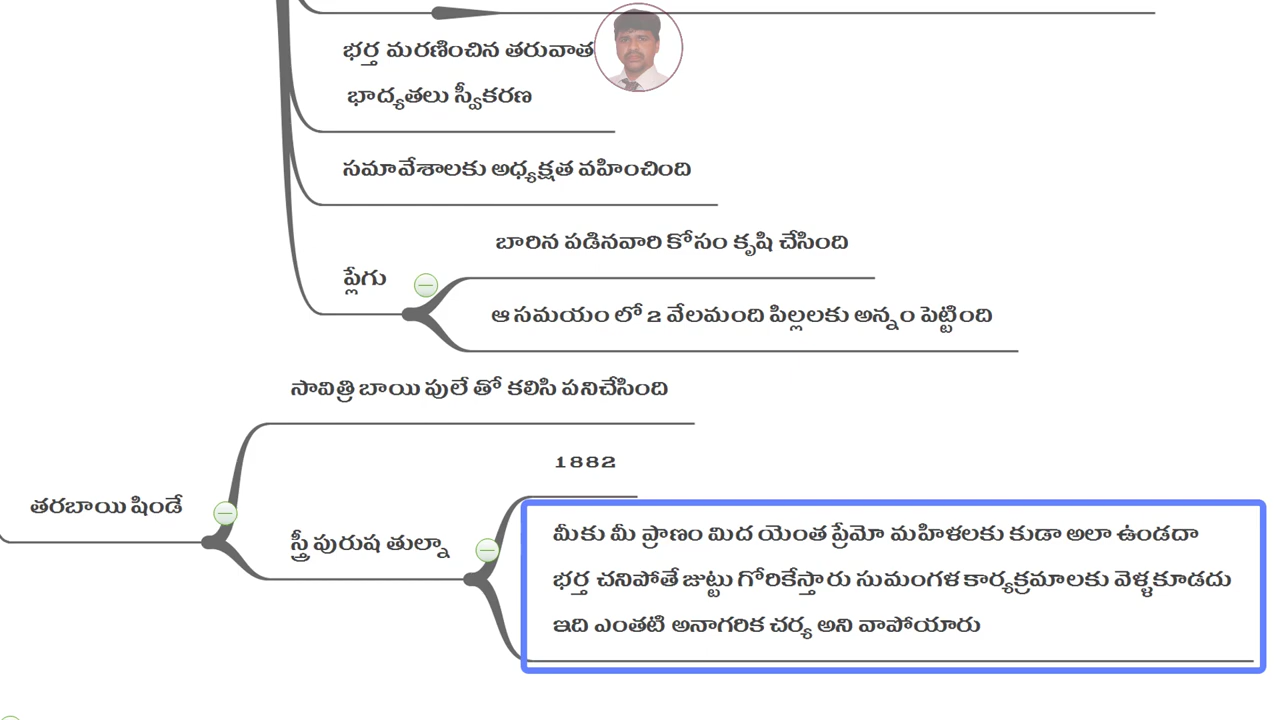 భర్త మరణించిన తరువాత
భాద్యతలు స్వీకరణ
సమావేశాలకు అధ్యక్షత వహించింది
బారిన పడినవారి కోసం కృషి చేసింది
ప్లేగు
ఆ సమయం లో 2 వేలమంది పిల్లలకు అన్నం పెట్టింది
సావిత్రి బాయి పులే తో కలిసి పనిచేసింది
1882
తరబాయి షిండే
స్త్రీ పురుష తుల్నా
మీకు మీ ప్రాణం మిద యెంత ప్రేమో మహిళలకు కుడా అలా ఉండదా
భర్త చనిపోతే జుట్టు గోరికేస్తారు సుమంగళ కార్యక్రమాలకు వెళ్ళకూడదు
ఇది ఎంతటి అనాగరిక చర్య అని వాపోయారు